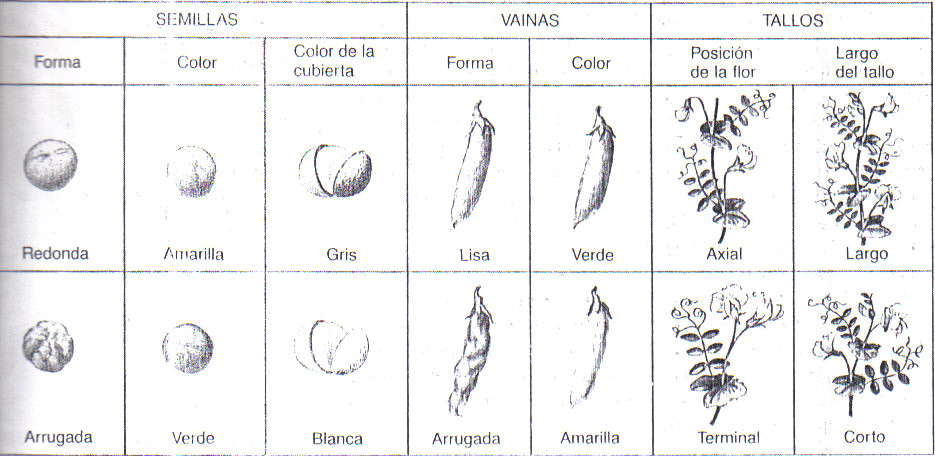 SEMILLAS VAINAS TALLOS
Forma Color Color de la cubierta Forma Color Posición de la flor Largo del tallo
Redonda Amarilla Gris Lisa Verde Axial Largo
Arrugada Verde Blanca Arrugada Amarilla Terminal Corto